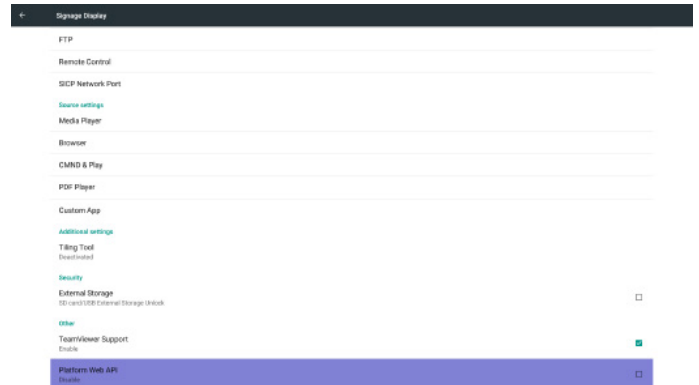 Signage Display
FTP
Remote Control
SICP Network Port
Source settings
Media Player
Browser
CMND & Play
PDF Player
Custom App
Additional settings
Tiling Tool
Deactivated
Security
External Storage
SD card/USB External Storage Unlock
Other
TeamViewer Support
Enable
Platform Web API
Disable